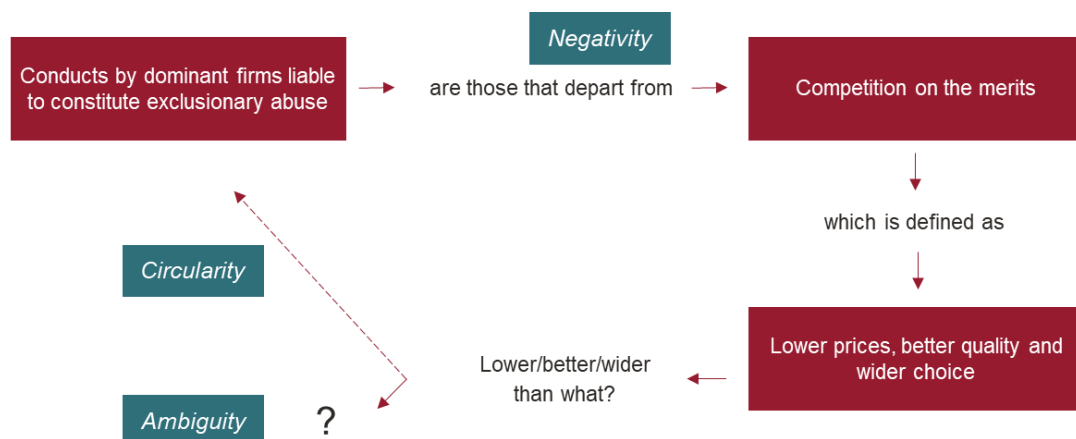 Negativity
Conducts by dominant firms liable
to constitute exclusionary abuse
are those that depart from
Competition on the merits
which is defined as
Circularity
Lower prices, better quality and
wider choice
Lower/better/wider
than what?
Ambiguity
?